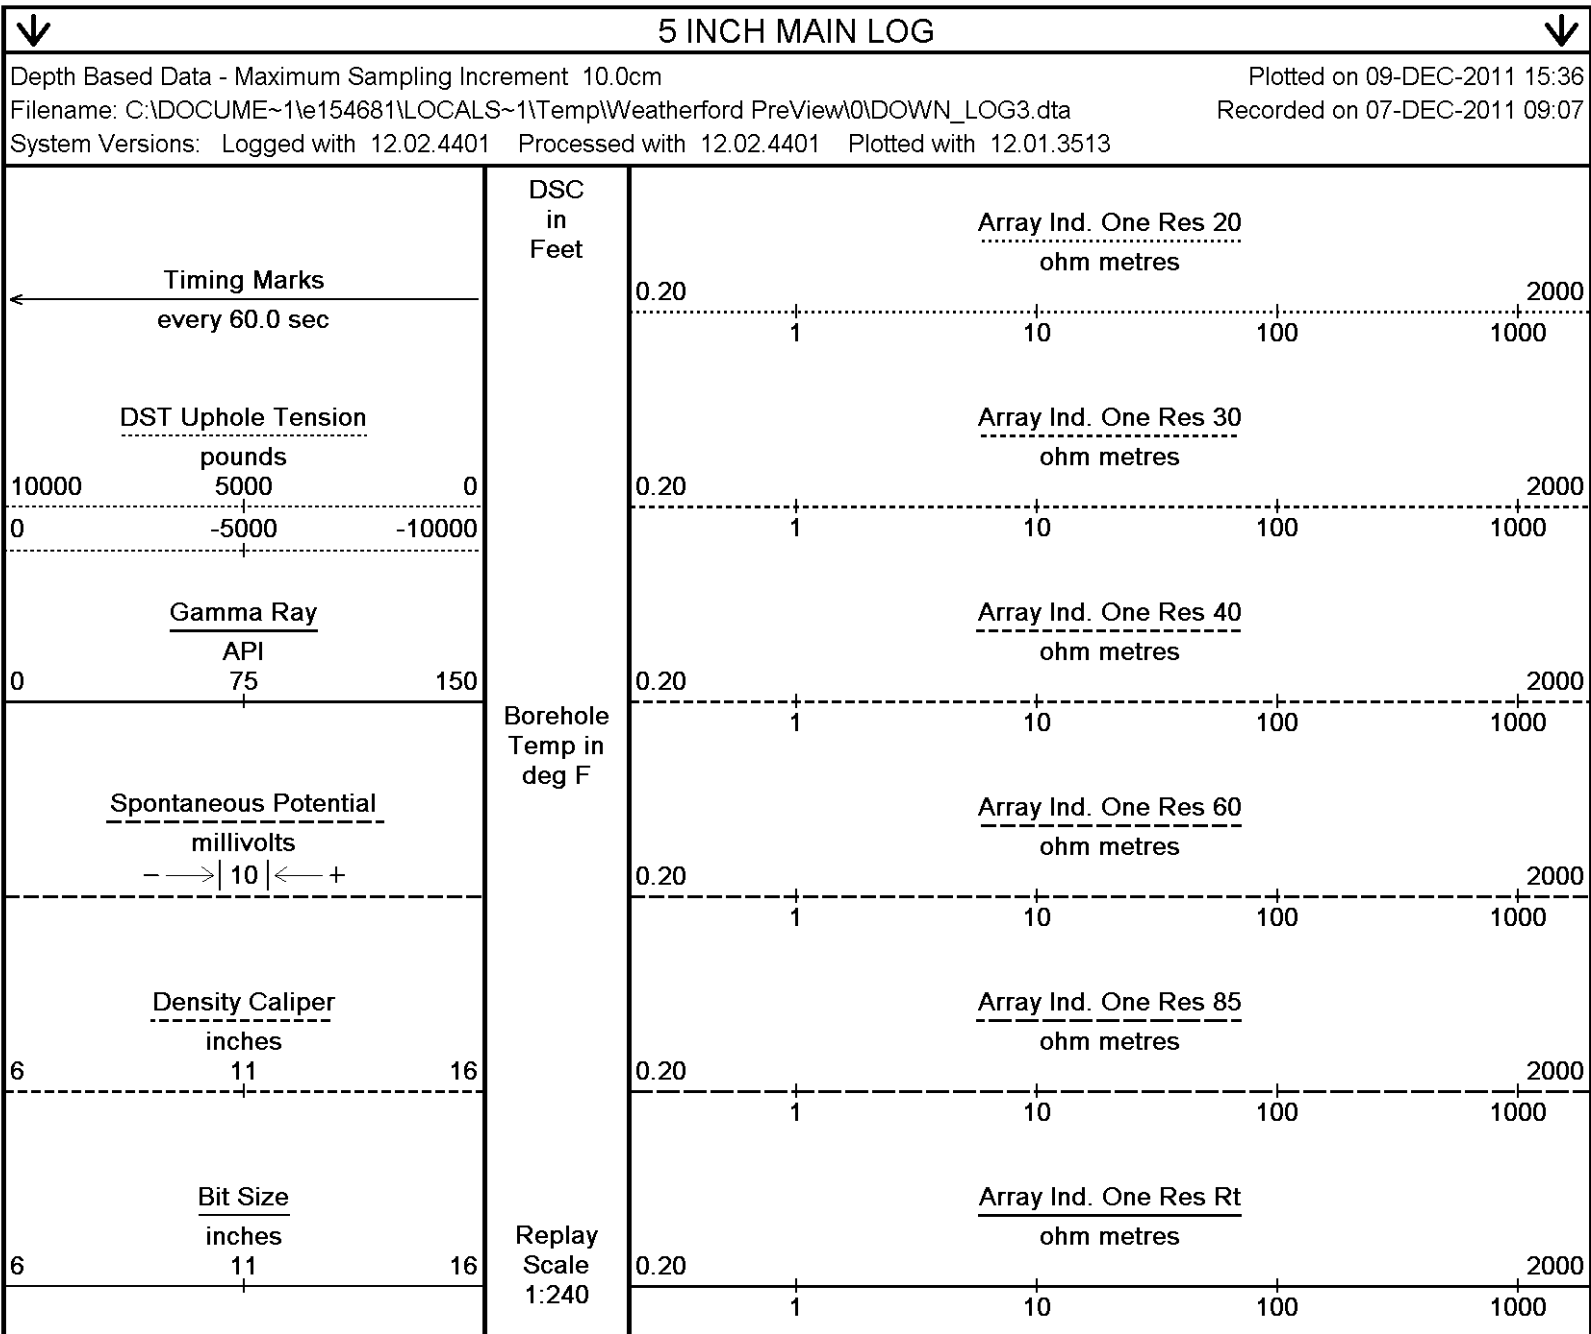 5 INCH MAIN LOG
Depth Based Data - Maximum Sampling Increment 10.0cm
Plotted on 09-DEC-2011 15:36
Filename: C:\DOCUME~1\e154681\LOCALS~1\Temp\Weatherford PreView\0\DOWN_LOG3.dta
Recorded on 07-DEC-2011 09:07
System Versions: Logged with 12.02.4401 Processed with 12.02.4401 Plotted with 12.01.3513
Timing Marks
every 60.0 sec
DST Uphole Tension
pounds
10000 5000 0
0 -5000 -10000
Gamma Ray
API
0 75 150
Spontaneous Potential
millivolts
– 10 +
Density Caliper
inches
6 11 16
Bit Size
inches
6 11 16
DSC
in
Feet
Borehole
Temp in
deg F
Replay
Scale
1:240
Array Ind. One Res 20
ohm metres
0.20 2000
1 10 100 1000
Array Ind. One Res 30
ohm metres
0.20 2000
1 10 100 1000
Array Ind. One Res 40
ohm metres
0.20 2000
1 10 100 1000
Array Ind. One Res 60
ohm metres
0.20 2000
1 10 100 1000
Array Ind. One Res 85
ohm metres
0.20 2000
1 10 100 1000
Array Ind. One Res Rt
ohm metres
0.20 2000
1 10 100 1000